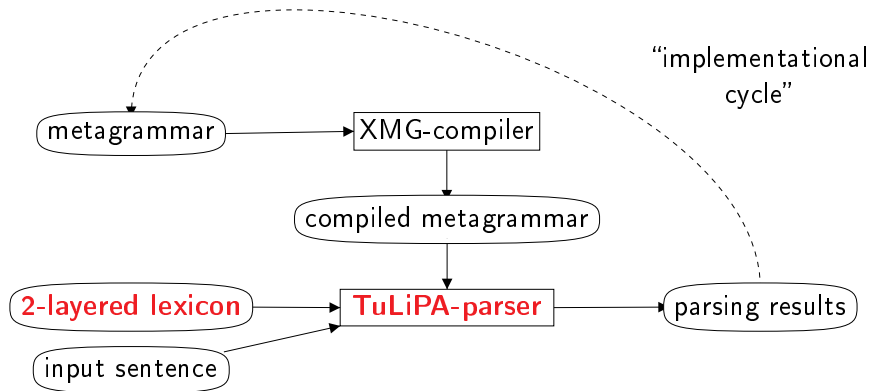 “implementational
cycle”
metagrammar
XMG-compiler
compiled metagrammar
2-layered lexicon
TuLiPA-parser
parsing results
input sentence